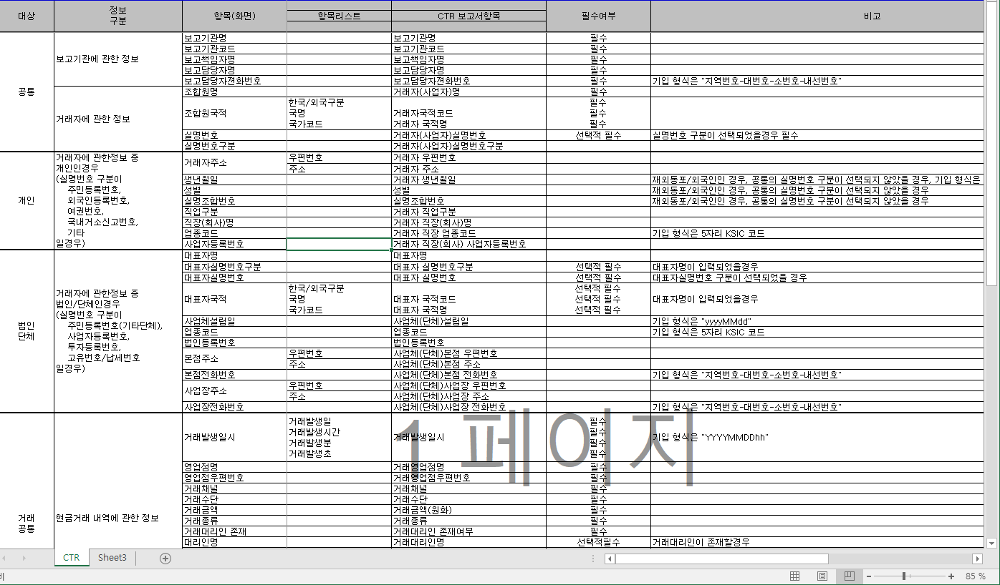 대상 정보 구분 항목(화면) 항목리스트 CTR 보고서항목 필수여부 비고
공통 보고기관에 관한 정보 보고기관명 보고기관명 필수
보고기관코드 보고기관코드 필수
보고책임자명 보고책임자명 필수
보고담당자명 보고담당자명 필수
보고담당자젼화번호 보고담당자젼화번호 필수 기입 형식은 "지역번호-대번호-소번호-내선번호"
거래자에 관한 정보 조합원명 거래자(사업자)명 필수
조합원국적 한국/외국구분 필수
국명 거래자국적코드 필수
국가코드 거래자 국적명 필수
실명번호 거래자(사업자)실명번호 선택적 필수 실명번호 구분이 선택되었을경우 필수
실명번호구분 거래자(사업자)실명번호구분
개인 거래자에 관한정보 중
개인인경우
(실명번호 구분이
주민등록번호,
외국인등록번호,
여권번호,
국내거소신고번호,
기타
일경우)
거래자주소 우편번호 거래자 우편번호
주소 거래자 주소
생년월일 거래자 생년월일 재외동포/외국인인 경우, 공통의 실명번호 구분이 선택되지 않았을 경우, 기입 형식은
성별 성별 재외동포/외국인인 경우, 공통의 실명번호 구분이 선택되지 않았을 경우
실명조합번호 실명조합번호 재외동포/외국인인 경우, 공통의 실명번호 구분이 선택되지 않았을 경우
직업구분 거래자 직업구분
직장(회사)명 거래자 직장(회사)명
업종코드 거래자 직장 업종코드 기입 형식은 5자리 KSIC 코드
사업자등록번호 거래자 직장(회사) 사업자등록번호
법인
단체
거래자에 관한정보 중
법인/단체인경우
(실명번호 구분이
주민등록번호(기타단체),
사업자등록번호,
투자등록번호,
고유번호/납세번호
일경우)
대표자명 대표자명
대표자실명번호구분 대표자 실명번호구분 선택적 필수 대표자명이 입력되었을경우
대표자실명번호 대표자 실명번호 선택적 필수 대표자실명번호 구분이 선택되었을 경우
대표자국적 한국/외국구분 선택적 필수
국명 대표자 국적코드 선택적 필수 대표자명이 입력되었을경우
국가코드 대표자 국적명 선택적 필수
사업체설립일 사업체(단체)설립일 기입 형식은 "yyyyMMdd"
업종코드 업종코드 기입 형식은 5자리 KSIC 코드
법인등록번호 법인등록번호
본점주소 우편번호 사업체(단체)본점 우편번호
주소 사업체(단체)본점 주소
본점전화번호 사업체(단체)본점 전화번호 기입 형식은 "지역번호-대번호-소번호-내선번호"
사업장주소 우편번호 사업체(단체)사업장 우편번호
주소 사업체(단체)사업장 주소
사업장전화번호 사업체(단체)사업장 전화번호 기입 형식은 "지역번호-대번호-소번호-내선번호"
1 페이지
거래
공통
현금거래 내역에 관한 정보
거래발생일시 거래발생일 필수
거래발생시간 거래발생일시 필수 기입 형식은 "YYYYMMDDhh"
거래발생분 필수
거래발생초 필수
영업점명 거래영업점명 필수
영업점우편번호 거래영업점우편번호 필수
거래채널 거래채널 필수
거래수단 거래수단 필수
거래금액 거래금액(원화) 필수
거래종류 거래종류 필수
거래대리인 존재 거래대리인 존재여부 필수
대리인명 거래대리인명 선택적필수 거래대리인이 존재할경우
CTR Sheet3
85 %